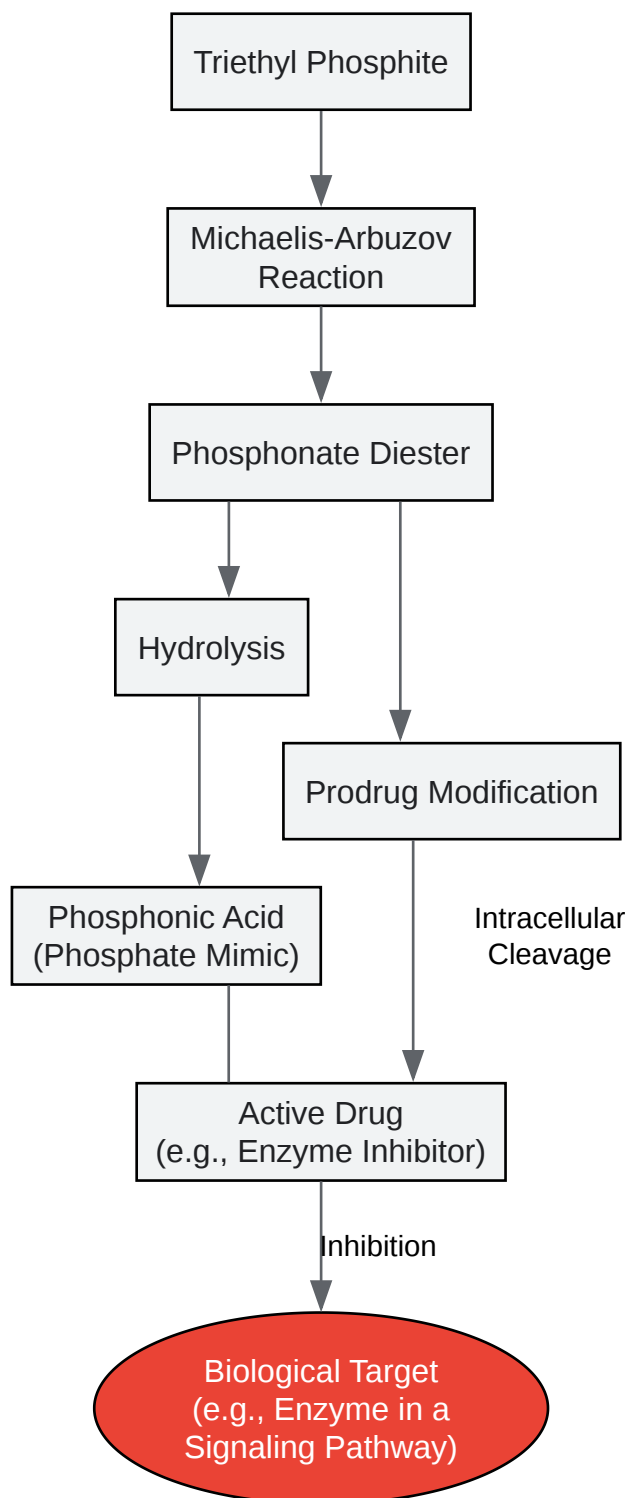 Triethyl Phosphite
Michaelis-Arbuzov
Reaction
Phosphonate Diester
Hydrolysis
Prodrug Modification
Phosphonic Acid
(Phosphate Mimic)
Intracellular
Cleavage
Active Drug
(e.g., Enzyme Inhibitor)
Inhibition
Biological Target
(e.g., Enzyme in a
Signaling Pathway)